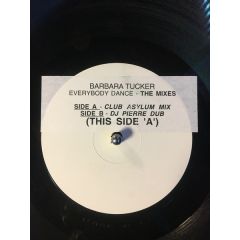 BARBARA TUCKER
EVERYBODY DANCE - THE MIXES
SIDE A - CLUB ASYLUM MIX
SIDE B - DJ PIERRE DUB
(THIS SIDE 'A')